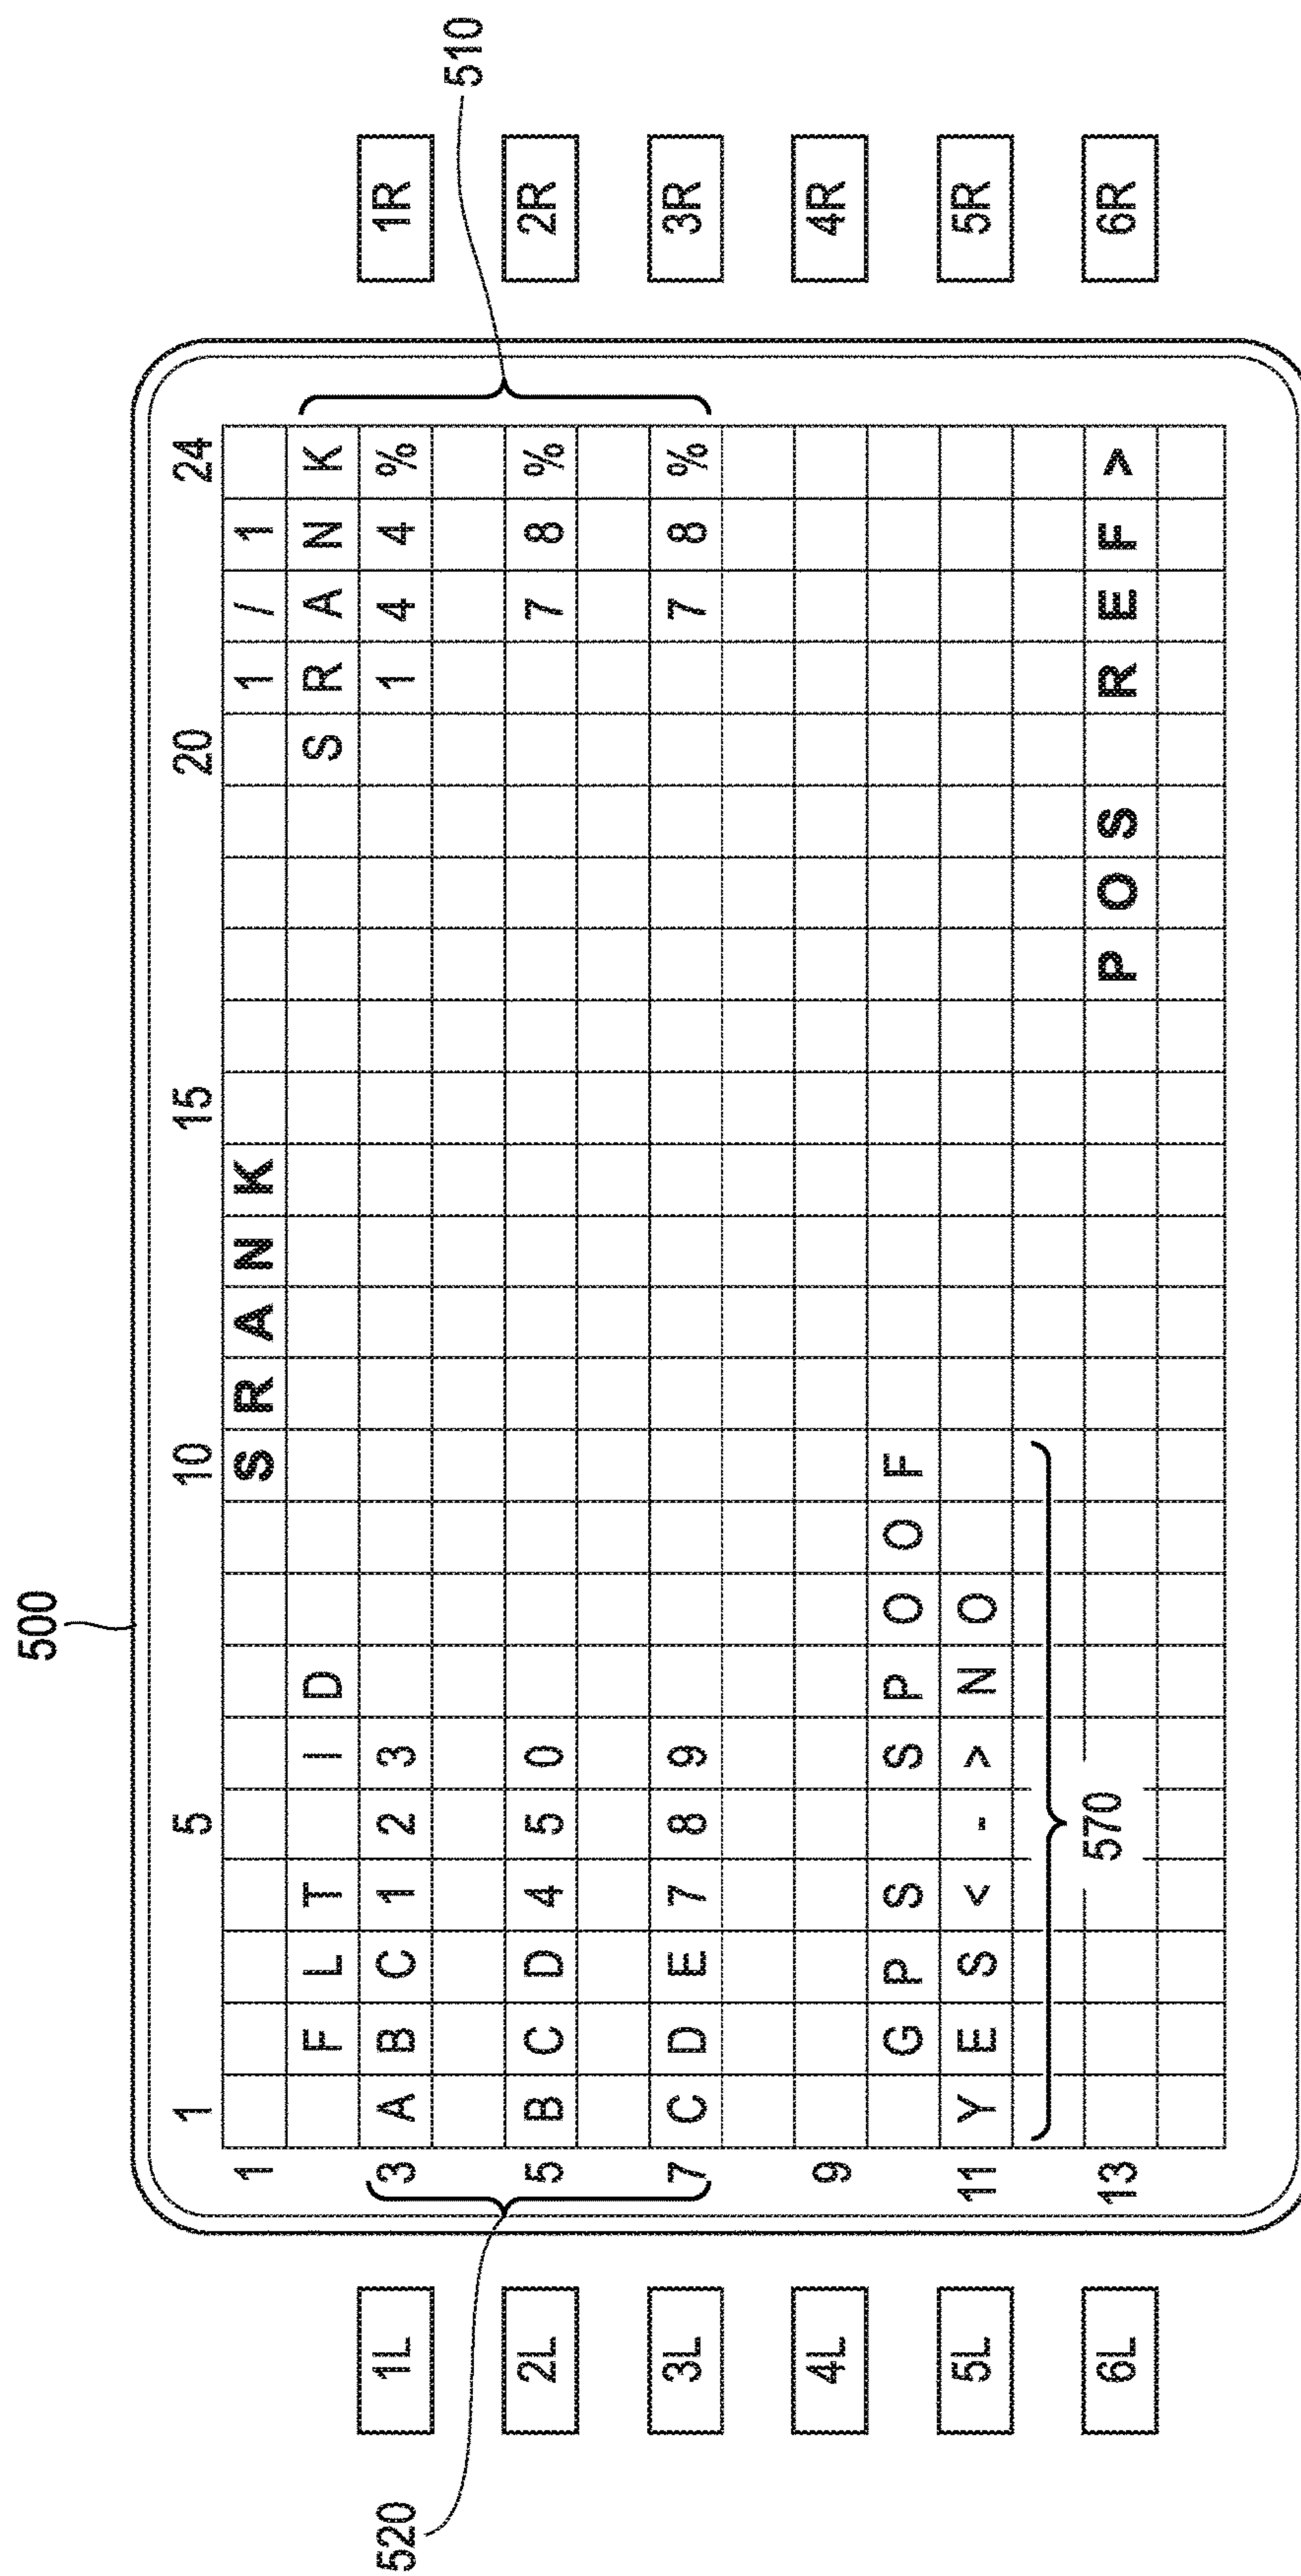 500
1 5 10 15 20 24
1 SRANK 1/1
FLT ID SRANK
510
1L 3 ABC123 144% 1R
520
2L 5 BCD450 78% 2R
3L 7 CDE789 78% 3R
4L 9 4R
GPS SPOOF
5L 11 YES<-> NO 5R
570
6L 13 POS REF> 6R